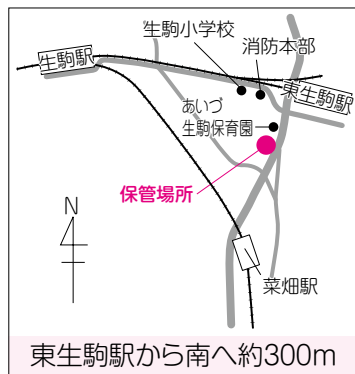 生駒小学校
消防本部
生駒駅
東生駒駅
あいづ
生駒保育園
保管場所
N
菜畑駅
東生駒駅から南へ約300m